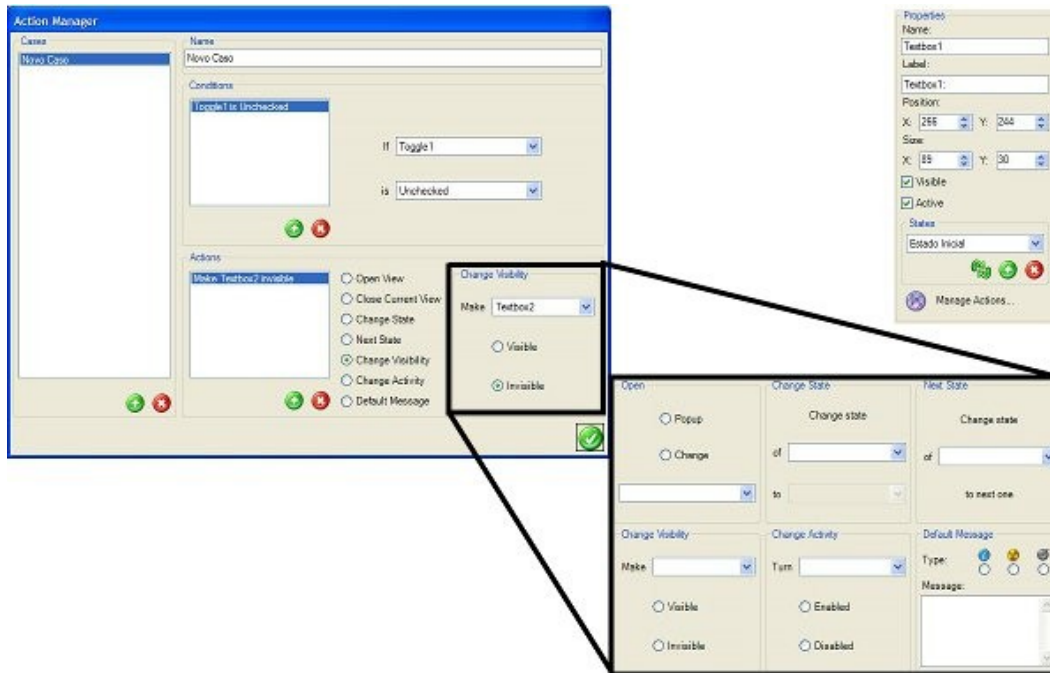 Action Manager
Cases
Novo Caso
Name
Novo Caso
Conditions
Toggle1 is Unchecked
If Toggle1
is Unchecked
Actions
Make Textbox2 Invisible
Open View
Close Current View
Change State
Next State
Change Visibility
Change Activity
Default Message
Change Visibility
Make Textbox2
Visible
Invisible
Properties
Name:
Textbox1
Label:
Textbox1:
Position:
X: 266 Y: 244
Size:
X: 89 Y: 30
Visible
Active
States
Estado Inicial
Manage Actions...
Open
Popup
Change
Change State
Change state
of
to
Next State
Change state
of
to next one
Change Visibility
Make
Visible
Invisible
Change Activity
Turn
Enabled
Disabled
Default Message
Type:
Message: